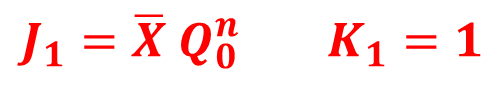 J₁ = X̅ Q₀ⁿ K₁ = 1